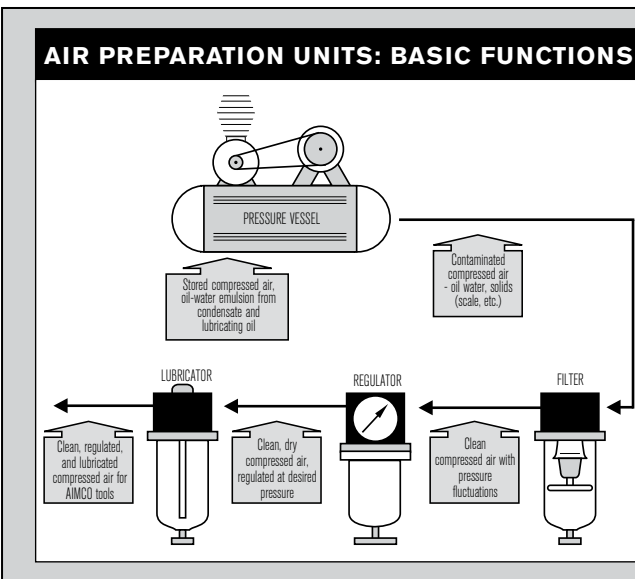 AIR PREPARATION UNITS: BASIC FUNCTIONS
PRESSURE VESSEL
Stored compressed air,
oil-water emulsion from
condensate and
lubricating oil
Contaminated
compressed air
- oil water, solids
(scale, etc.)
LUBRICATOR
REGULATOR
FILTER
Clean, regulated,
and lubricated
compressed air for
AIMCO tools
Clean, dry
compressed air,
regulated at desired
pressure
Clean
compressed air with
pressure
fluctuations